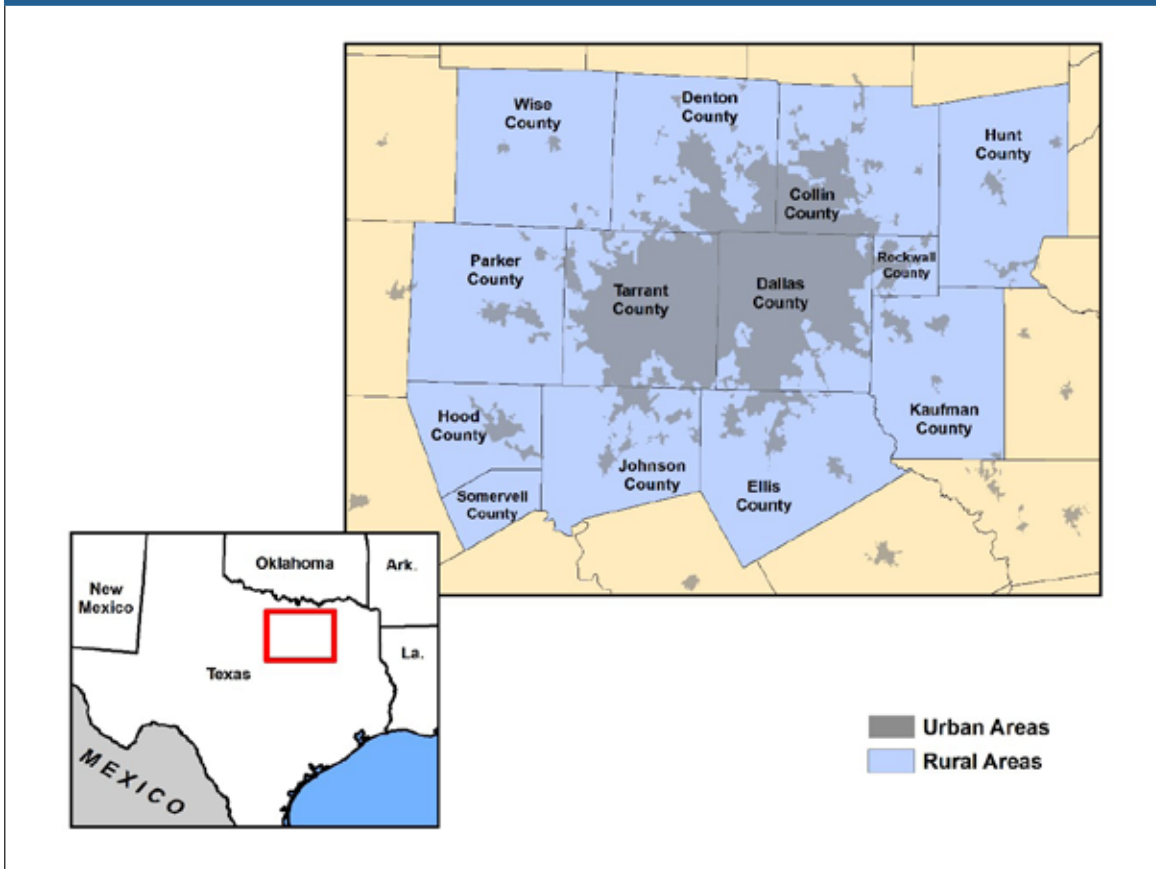 Wise
County
Denton
County
Hunt
County
Collin
County
Parker
County
Rockwall
County
Tarrant
County
Dallas
County
Hood
County
Kaufman
County
Johnson
County
Ellis
County
Somervell
County
Oklahoma
Ark.
New
Mexico
La.
Texas
MEXICO
Urban Areas
Rural Areas